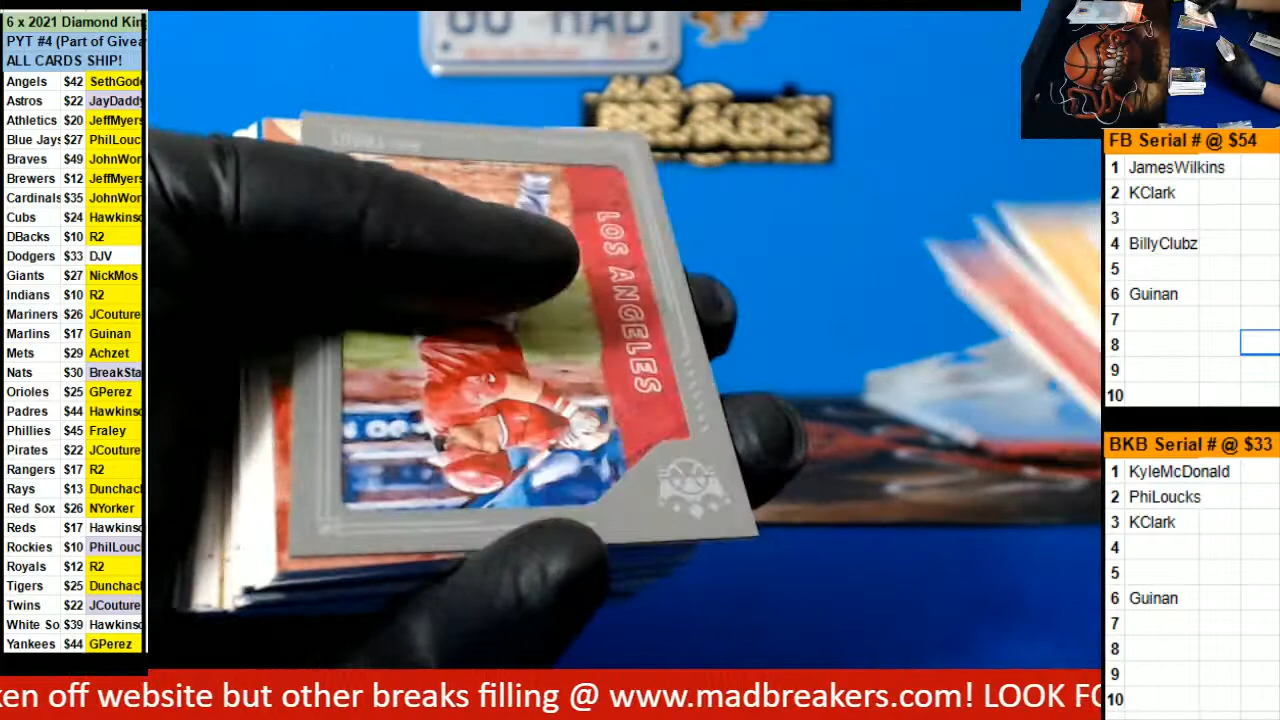 6 x 2021 Diamond Kin
PYT #4 (Part of Givea
ALL CARDS SHIP!
Angels $42 SethGod
Astros $22 JayDaddy
Athletics $20 JeffMyers
Blue Jays $27 PhilLouc
Braves $49 JohnWor
Brewers $12 JeffMyers
Cardinals $35 JohnWor
Cubs $24 Hawkins
DBacks $10 R2
Dodgers $33 DJV
Giants $27 NickMos
Indians $10 R2
Mariners $26 JCouture
Marlins $17 Guinan
Mets $29 Achzet
Nats $30 BreakSta
Orioles $25 GPerez
Padres $44 Hawkins
Phillies $45 Fraley
Pirates $22 JCouture
Rangers $17 R2
Rays $13 Dunchac
Red Sox $26 NYorker
Reds $17 Hawkins
Rockies $10 PhilLouc
Royals $12 R2
Tigers $25 Dunchac
Twins $22 JCouture
White So $39 Hawkins
Yankees $44 GPerez
GO MAD
MAD
BREAKERS
LOS ANGELES
FB Serial # @ $54
1 JamesWilkins
2 KClark
3
4 BillyClubz
5
6 Guinan
7
8
9
10
BKB Serial # @ $33
1 KyleMcDonald
2 PhiLoucks
3 KClark
4
5
6 Guinan
7
8
9
10
ken off website but other breaks filling @ www.madbreakers.com! LOOK FO